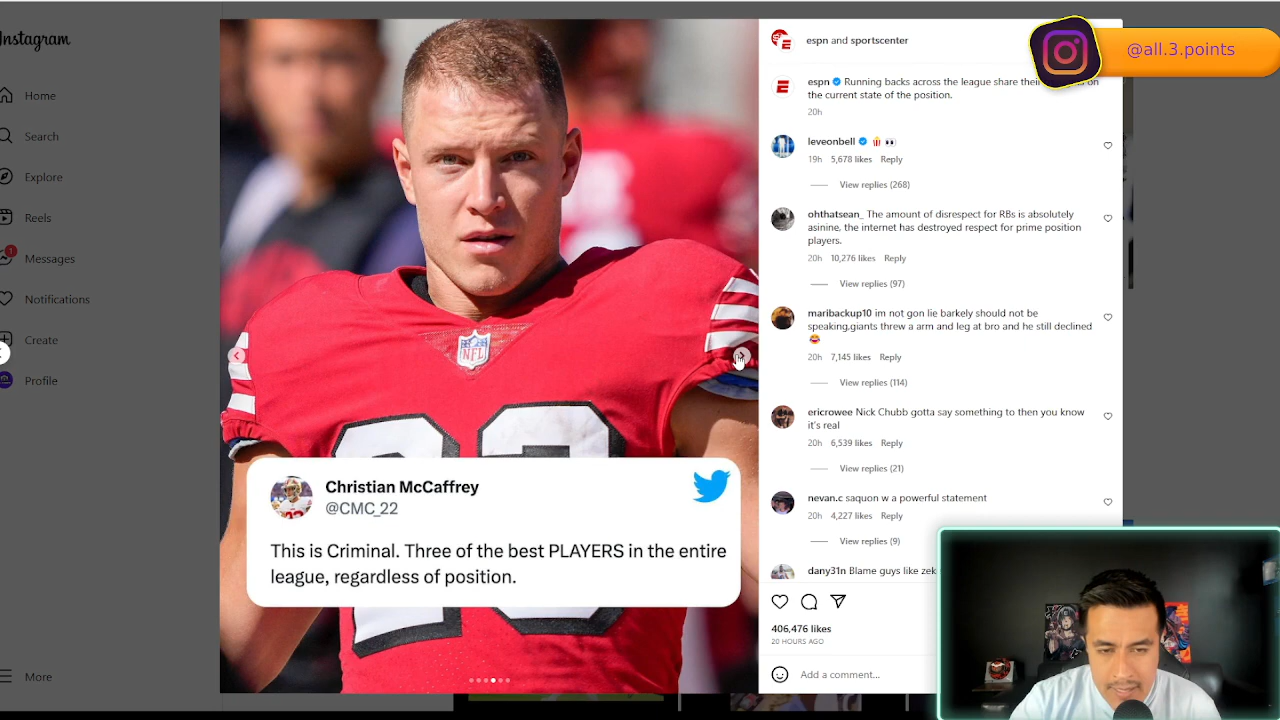 Instagram
Home
Search
Explore
Reels
1
Messages
Notifications
Create
Profile
More
NFL
Christian McCaffrey
@CMC_22
This is Criminal. Three of the best PLAYERS in the entire
league, regardless of position.
espn and sportscenter
@all.3.points
espn Running backs across the league share their on
the current state of the position.
20h
leveonbell
19h 5,678 likes Reply
View replies (268)
ohthatsean_ The amount of disrespect for RBs is absolutely
asinine, the internet has destroyed respect for prime position
players.
20h 10,276 likes Reply
View replies (97)
maribackup10 im not gon lie barkely should not be
speaking.giants threw a arm and leg at bro and he still declined
20h 7,145 likes Reply
View replies (114)
ericrowee Nick Chubb gotta say something to then you know
it's real
20h 6,539 likes Reply
View replies (21)
nevan.c saquon w a powerful statement
20h 4,227 likes Reply
View replies (9)
dany31n Blame guys like zek
406,476 likes
20 HOURS AGO
Add a comment...